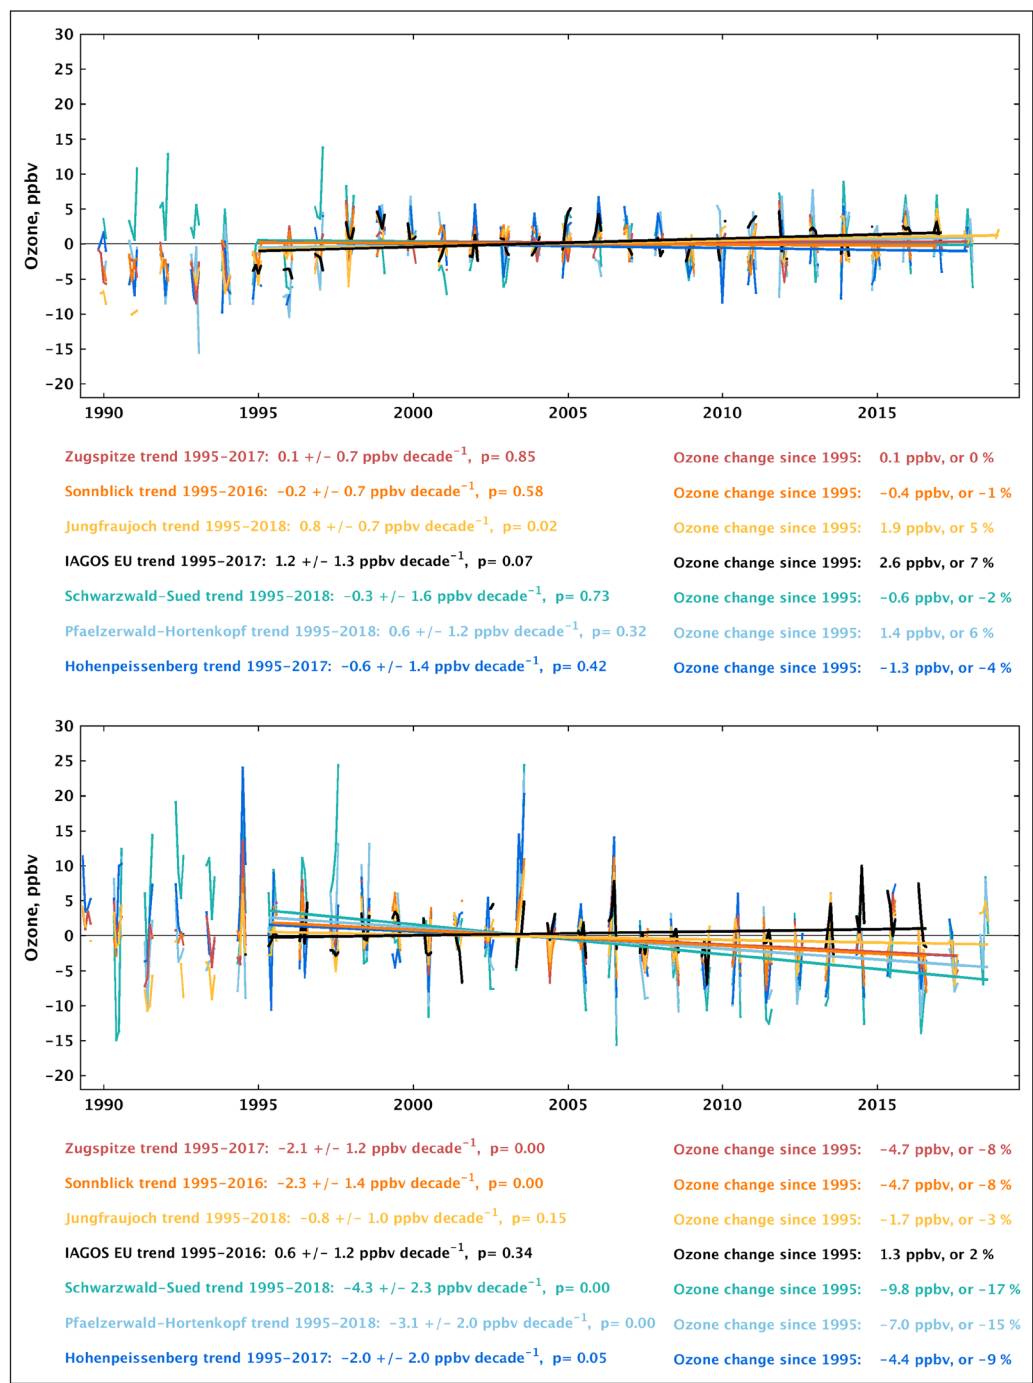 30
25
20
15
10
5
0
−5
−10
−15
−20
Ozone, ppbv
1990 1995 2000 2005 2010 2015
Zugspitze trend 1995−2017: 0.1 +/− 0.7 ppbv decade⁻¹, p= 0.85 Ozone change since 1995: 0.1 ppbv, or 0 %
Sonnblick trend 1995−2016: −0.2 +/− 0.7 ppbv decade⁻¹, p= 0.58 Ozone change since 1995: −0.4 ppbv, or −1 %
Jungfraujoch trend 1995−2018: 0.8 +/− 0.7 ppbv decade⁻¹, p= 0.02 Ozone change since 1995: 1.9 ppbv, or 5 %
IAGOS EU trend 1995−2017: 1.2 +/− 1.3 ppbv decade⁻¹, p= 0.07 Ozone change since 1995: 2.6 ppbv, or 7 %
Schwarzwald−Sued trend 1995−2018: −0.3 +/− 1.6 ppbv decade⁻¹, p= 0.73 Ozone change since 1995: −0.6 ppbv, or −2 %
Pfaelzerwald−Hortenkopf trend 1995−2018: 0.6 +/− 1.2 ppbv decade⁻¹, p= 0.32 Ozone change since 1995: 1.4 ppbv, or 6 %
Hohenpeissenberg trend 1995−2017: −0.6 +/− 1.4 ppbv decade⁻¹, p= 0.42 Ozone change since 1995: −1.3 ppbv, or −4 %
30
25
20
15
10
5
0
−5
−10
−15
−20
Ozone, ppbv
1990 1995 2000 2005 2010 2015
Zugspitze trend 1995−2017: −2.1 +/− 1.2 ppbv decade⁻¹, p= 0.00 Ozone change since 1995: −4.7 ppbv, or −8 %
Sonnblick trend 1995−2016: −2.3 +/− 1.4 ppbv decade⁻¹, p= 0.00 Ozone change since 1995: −4.7 ppbv, or −8 %
Jungfraujoch trend 1995−2018: −0.8 +/− 1.0 ppbv decade⁻¹, p= 0.15 Ozone change since 1995: −1.7 ppbv, or −3 %
IAGOS EU trend 1995−2016: 0.6 +/− 1.2 ppbv decade⁻¹, p= 0.34 Ozone change since 1995: 1.3 ppbv, or 2 %
Schwarzwald−Sued trend 1995−2018: −4.3 +/− 2.3 ppbv decade⁻¹, p= 0.00 Ozone change since 1995: −9.8 ppbv, or −17 %
Pfaelzerwald−Hortenkopf trend 1995−2018: −3.1 +/− 2.0 ppbv decade⁻¹, p= 0.00 Ozone change since 1995: −7.0 ppbv, or −15 %
Hohenpeissenberg trend 1995−2017: −2.0 +/− 2.0 ppbv decade⁻¹, p= 0.05 Ozone change since 1995: −4.4 ppbv, or −9 %